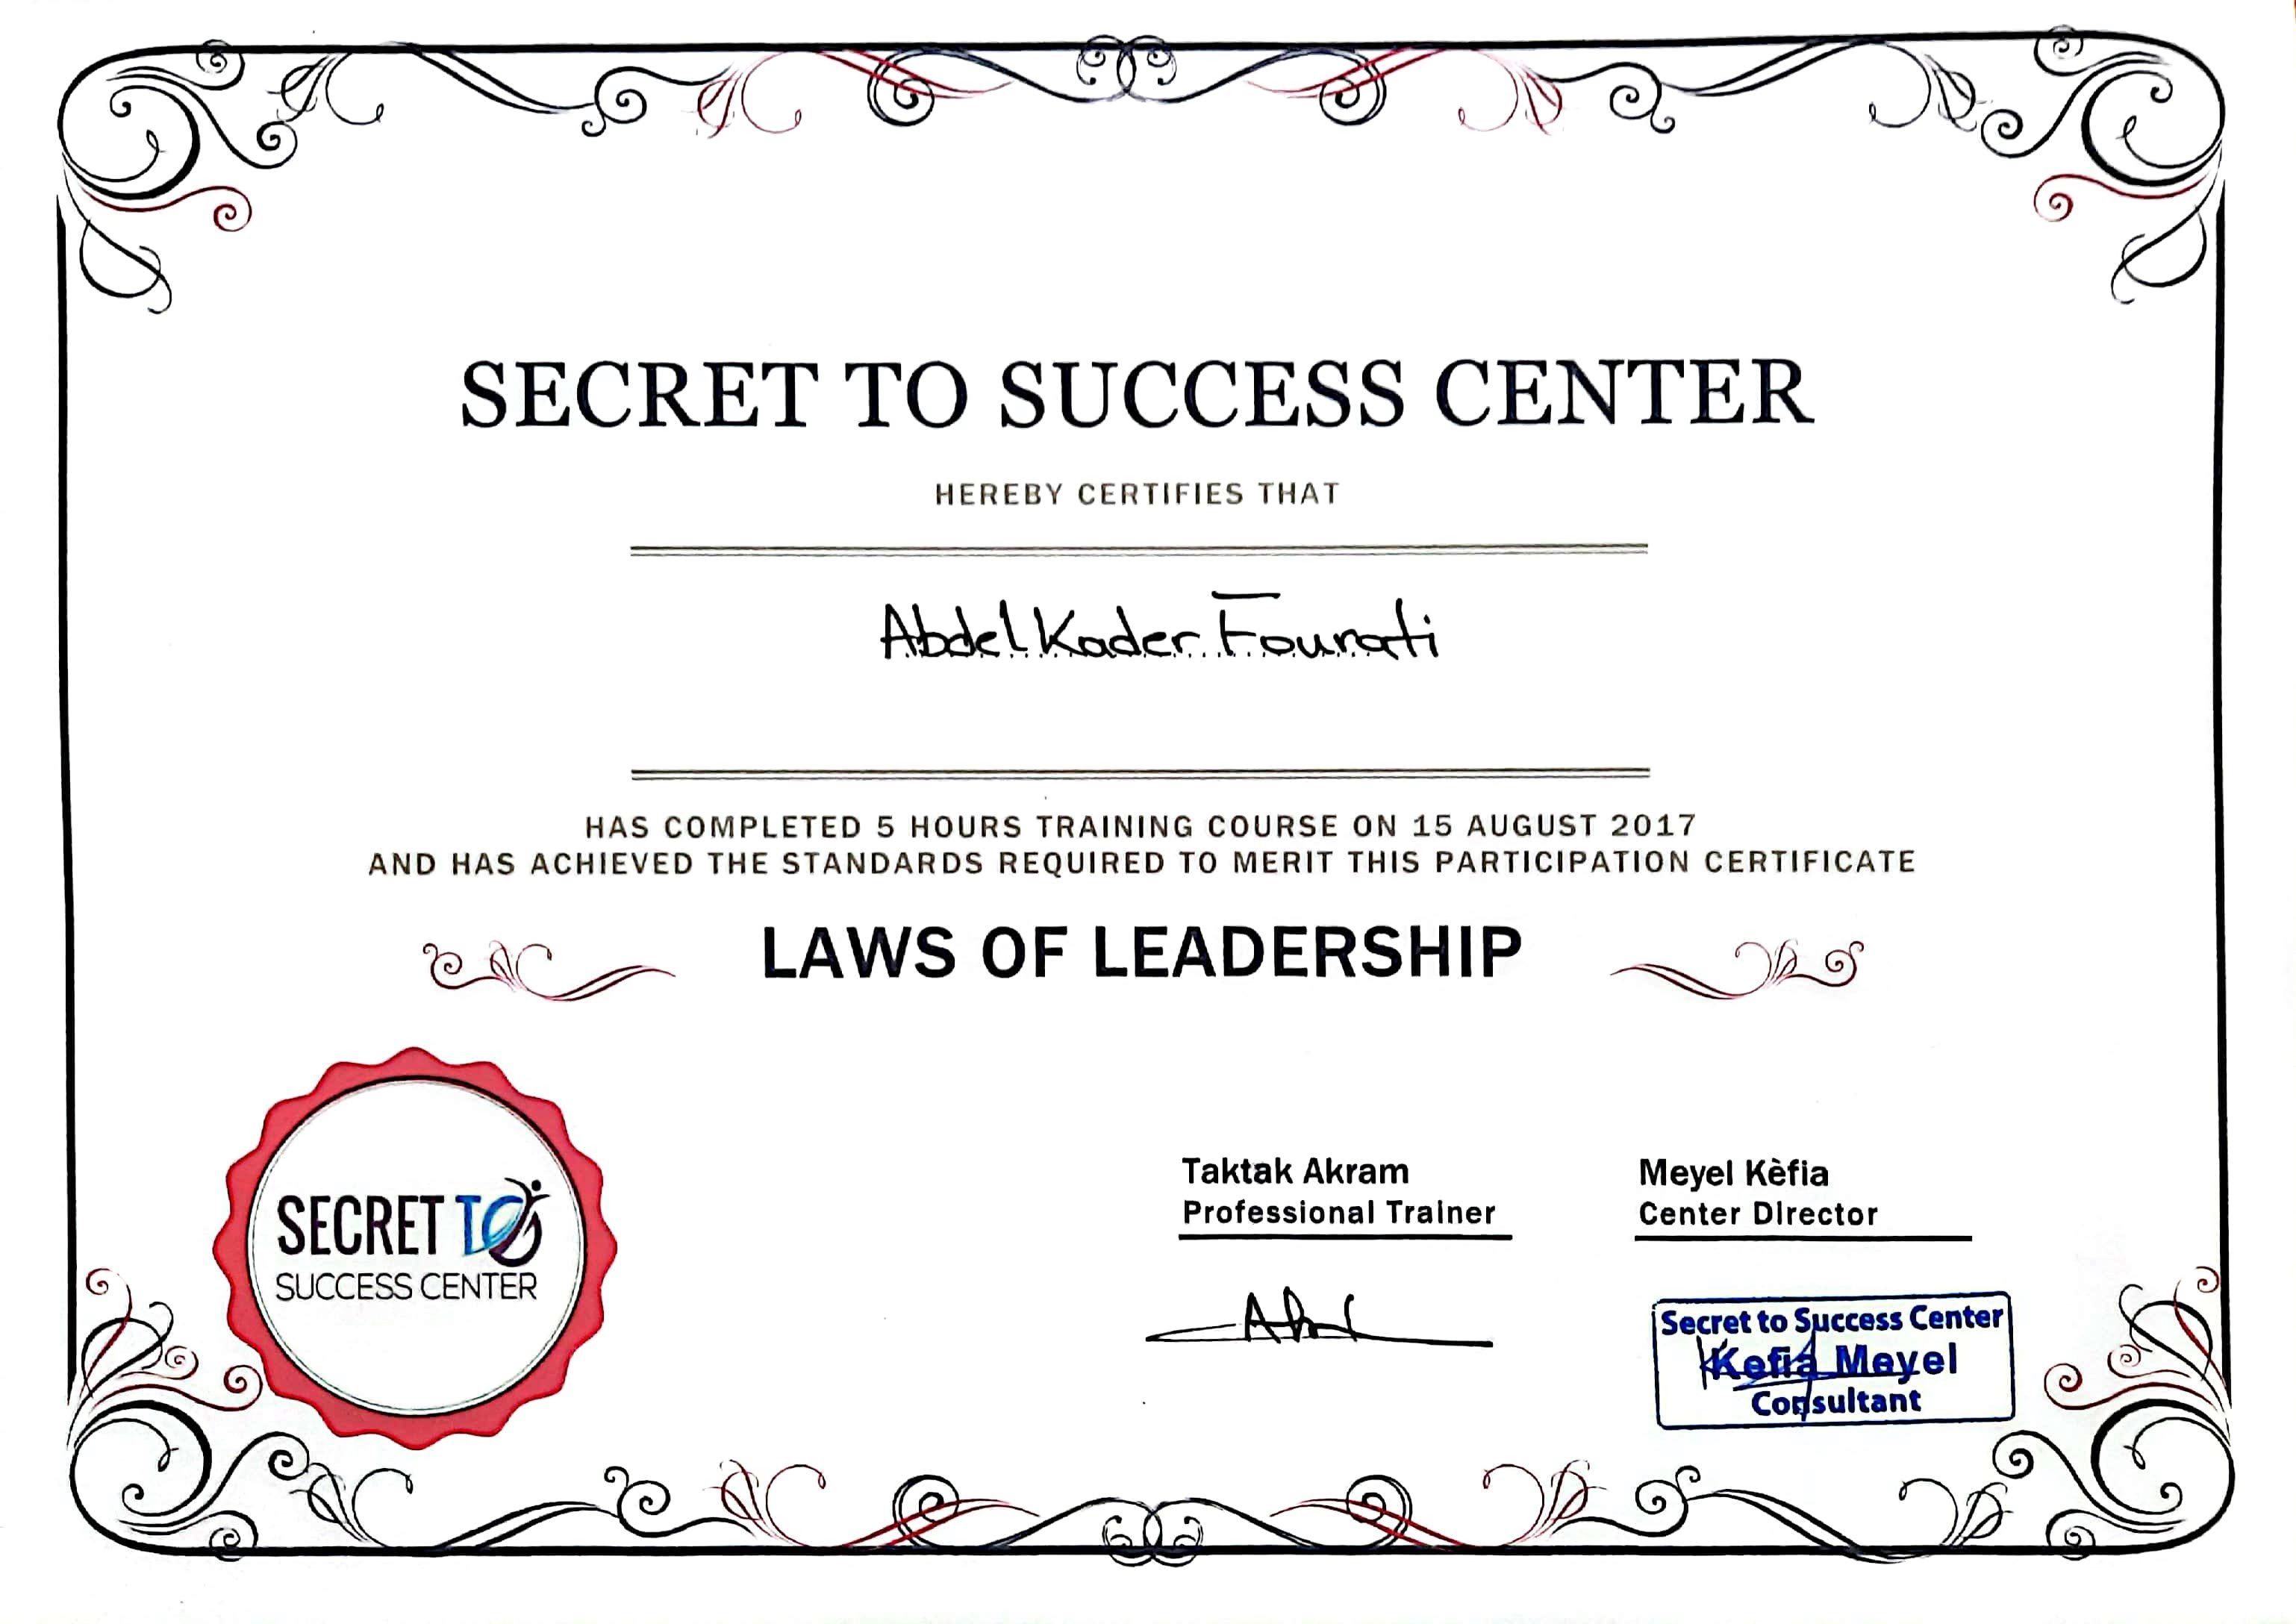 SECRET TO SUCCESS CENTER
HEREBY CERTIFIES THAT
Abdel Kader Fourati
HAS COMPLETED 5 HOURS TRAINING COURSE ON 15 AUGUST 2017
AND HAS ACHIEVED THE STANDARDS REQUIRED TO MERIT THIS PARTICIPATION CERTIFICATE
LAWS OF LEADERSHIP
SECRET TO
SUCCESS CENTER
Taktak Akram
Professional Trainer
Meyel Kèfia
Center Director
Secret to Success Center
Kefia Meyel
Consultant